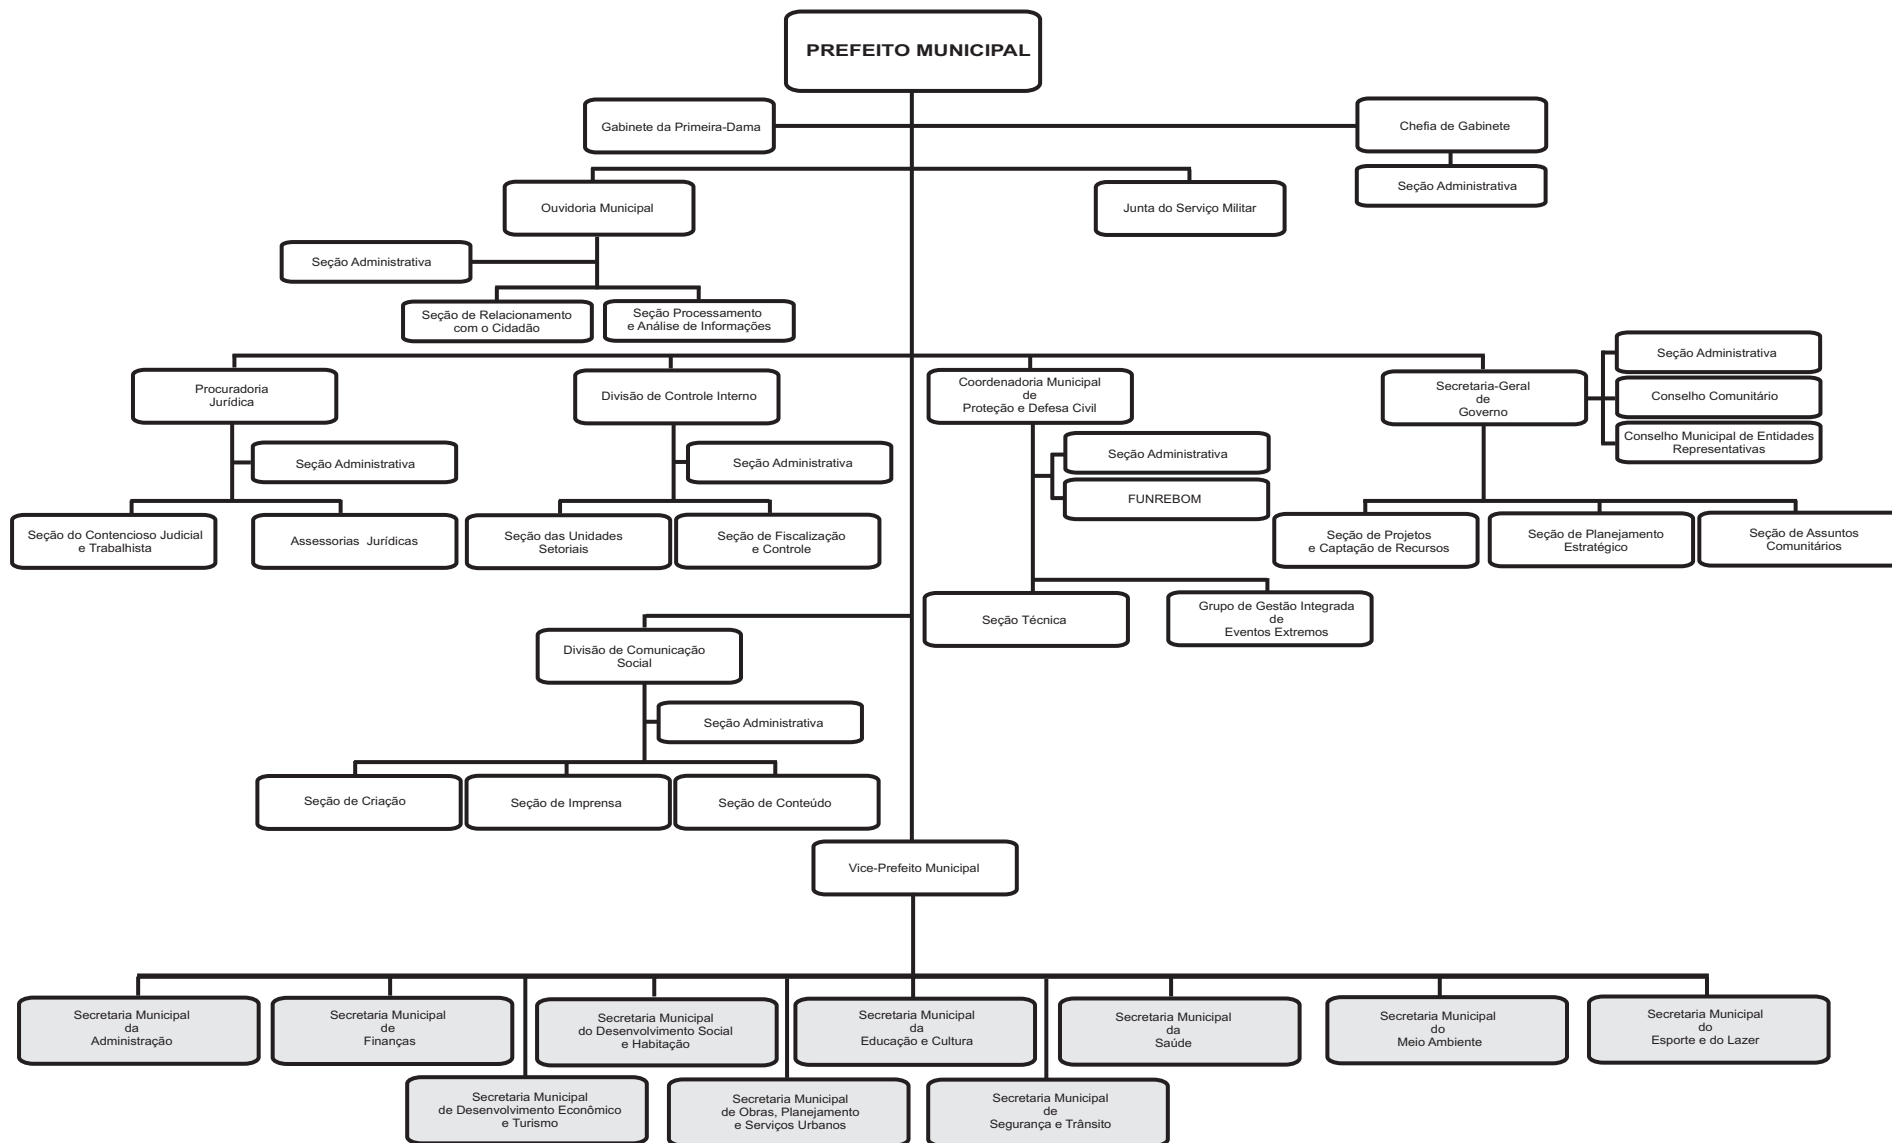 PREFEITO MUNICIPAL
Gabinete da Primeira-Dama
Chefia de Gabinete
Seção Administrativa
Ouvidoria Municipal
Junta do Serviço Militar
Seção Administrativa
Seção de Relacionamento
com o Cidadão
Seção Processamento
e Análise de Informações
Procuradoria
Jurídica
Divisão de Controle Interno
Coordenadoria Municipal
de
Proteção e Defesa Civil
Secretaria-Geral
de
Governo
Seção Administrativa
Conselho Comunitário
Conselho Municipal de Entidades
Representativas
Seção Administrativa
Seção Administrativa
Seção Administrativa
FUNREBOM
Seção do Contencioso Judicial
e Trabalhista
Assessorias Jurídicas
Seção das Unidades
Setoriais
Seção de Fiscalização
e Controle
Seção de Projetos
e Captação de Recursos
Seção de Planejamento
Estratégico
Seção de Assuntos
Comunitários
Seção Técnica
Grupo de Gestão Integrada
de
Eventos Extremos
Divisão de Comunicação
Social
Seção Administrativa
Seção de Criação
Seção de Imprensa
Seção de Conteúdo
Vice-Prefeito Municipal
Secretaria Municipal
da
Administração
Secretaria Municipal
de
Finanças
Secretaria Municipal
do Desenvolvimento Social
e Habitação
Secretaria Municipal
da
Educação e Cultura
Secretaria Municipal
da
Saúde
Secretaria Municipal
do
Meio Ambiente
Secretaria Municipal
do
Esporte e do Lazer
Secretaria Municipal
de Desenvolvimento Econômico
e Turismo
Secretaria Municipal
de Obras, Planejamento
e Serviços Urbanos
Secretaria Municipal
de
Segurança e Trânsito